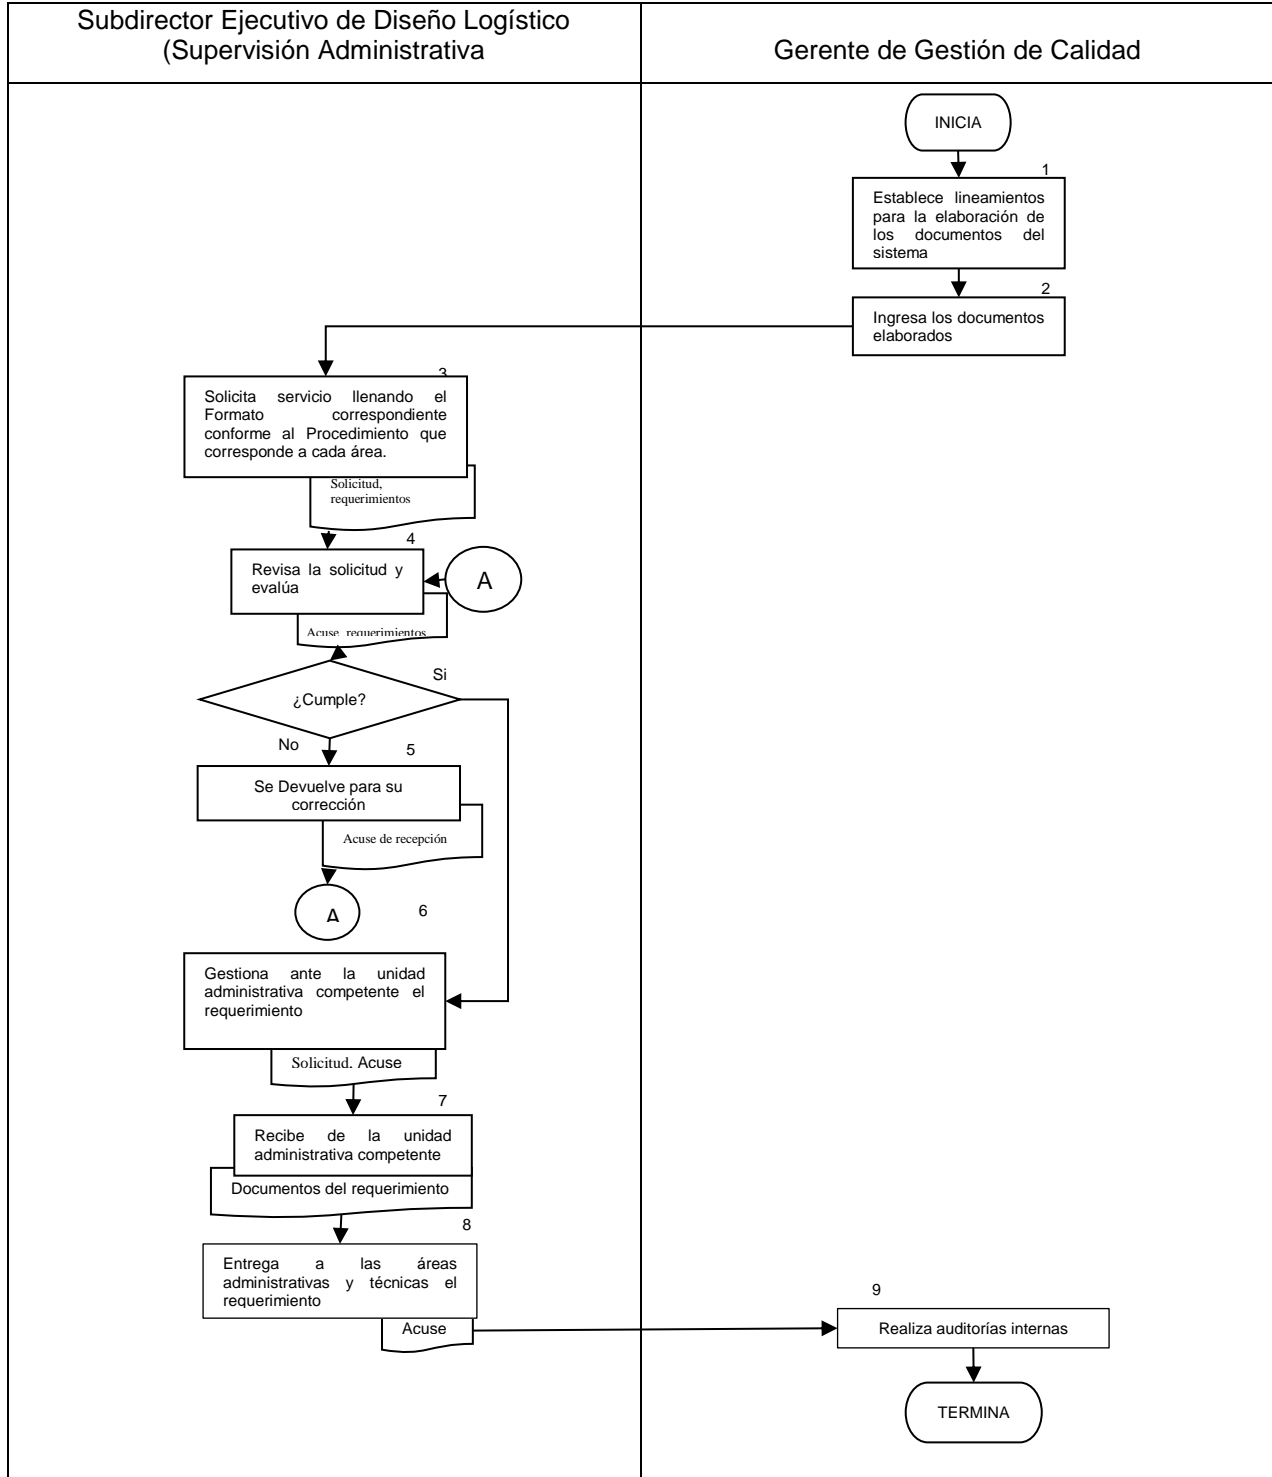 Subdirector Ejecutivo de Diseño Logístico
(Supervisión Administrativa
Gerente de Gestión de Calidad
INICIA
1
Establece lineamientos
para la elaboración de
los documentos del
sistema
2
Ingresa los documentos
elaborados
3
Solicita servicio llenando el
Formato correspondiente
conforme al Procedimiento que
corresponde a cada área.
Solicitud,
requerimientos
4
Revisa la solicitud y
evalúa
A
Acuse requerimientos
Si
¿Cumple?
No
5
Se Devuelve para su
corrección
Acuse de recepción
A
6
Gestiona ante la unidad
administrativa competente el
requerimiento
Solicitud. Acuse
7
Recibe de la unidad
administrativa competente
Documentos del requerimiento
8
Entrega a las áreas
administrativas y técnicas el
requerimiento
Acuse
9
Realiza auditorías internas
TERMINA